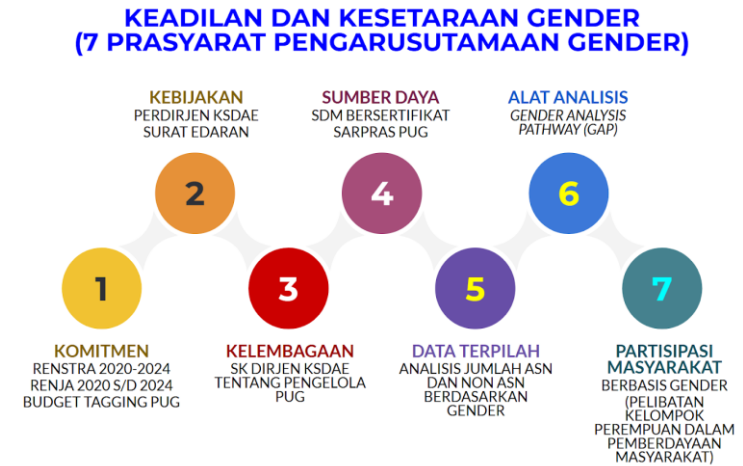 KEADILAN DAN KESETARAAN GENDER
(7 PRASYARAT PENGARUSUTAMAAN GENDER)
1
KOMITMEN
RENSTRA 2020-2024
RENJA 2020 S/D 2024
BUDGET TAGGING PUG
KEBIJAKAN
PERDIRJEN KSDAE
SURAT EDARAN
2
3
KELEMBAGAAN
SK DIRJEN KSDAE
TENTANG PENGELOLA
PUG
SUMBER DAYA
SDM BERSERTIFIKAT
SARPRAS PUG
4
5
DATA TERPILAH
ANALISIS JUMLAH ASN
DAN NON ASN
BERDASARKAN
GENDER
ALAT ANALISIS
GENDER ANALYSIS
PATHWAY (GAP)
6
7
PARTISIPASI
MASYARAKAT
BERBASIS GENDER
(PELIBATAN
KELOMPOK
PEREMPUAN DALAM
PEMBERDAYAAN
MASYARAKAT)